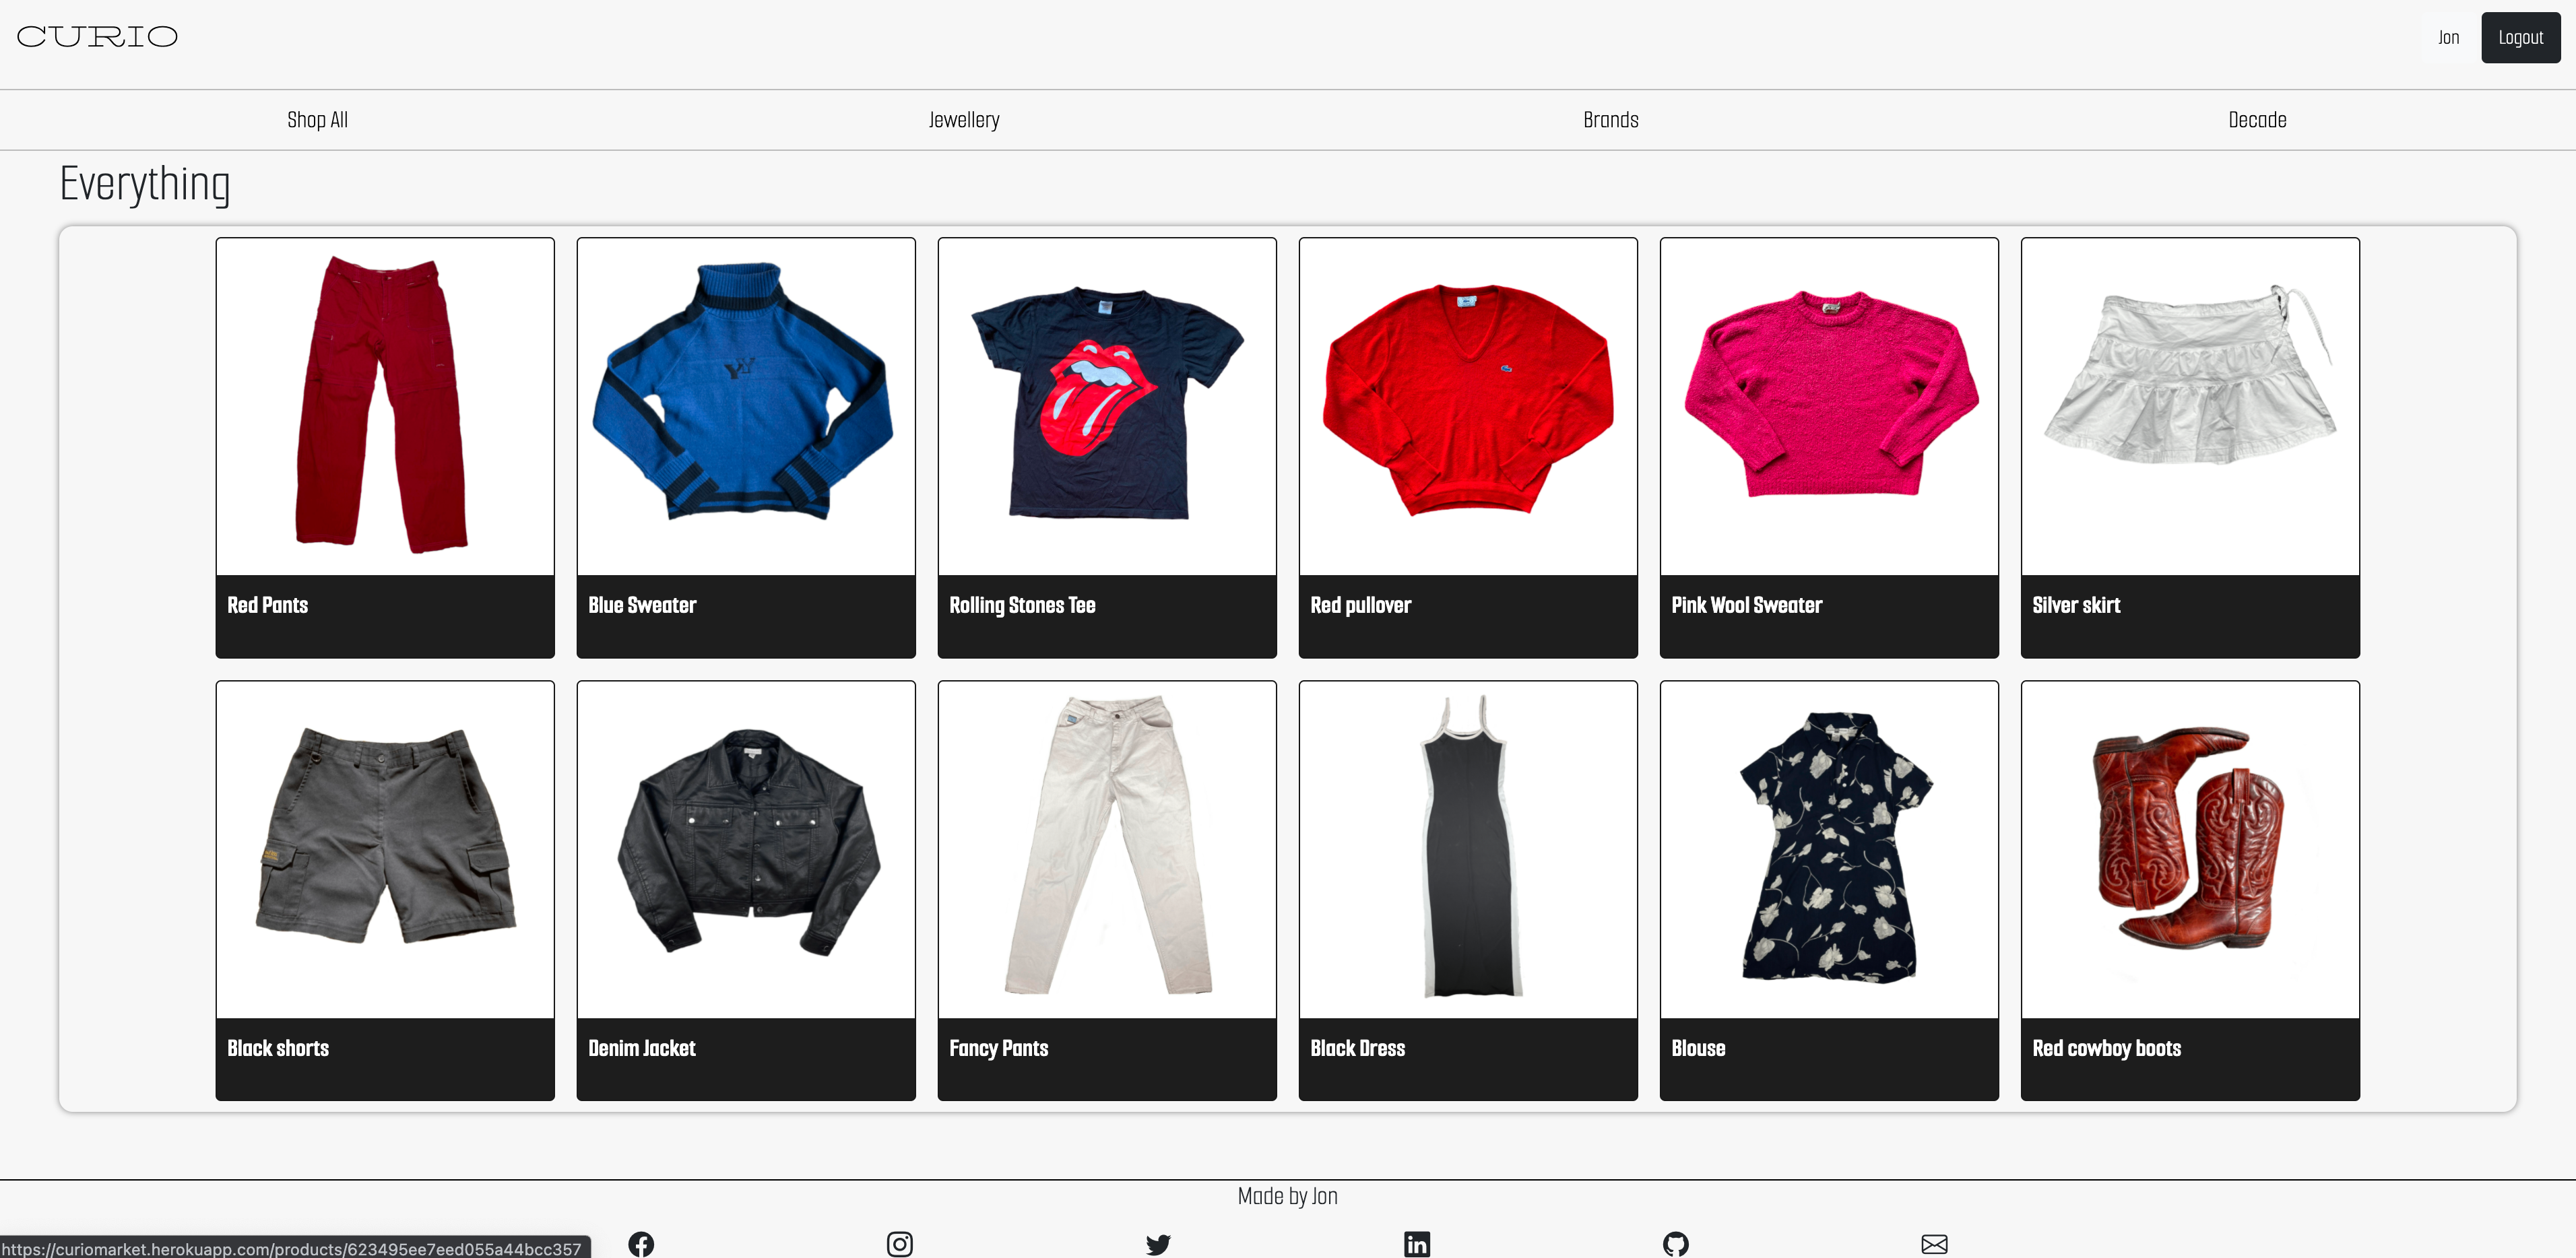 CURIO
Jon
Logout
Shop All
Jewellery
Brands
Decade
Everything
Red Pants
Blue Sweater
Rolling Stones Tee
Red pullover
Pink Wool Sweater
Silver skirt
Black shorts
Denim Jacket
Fancy Pants
Black Dress
Blouse
Red cowboy boots
Made by Jon
https://curiomarket.herokuapp.com/products/623495ee7eed055a44bcc357